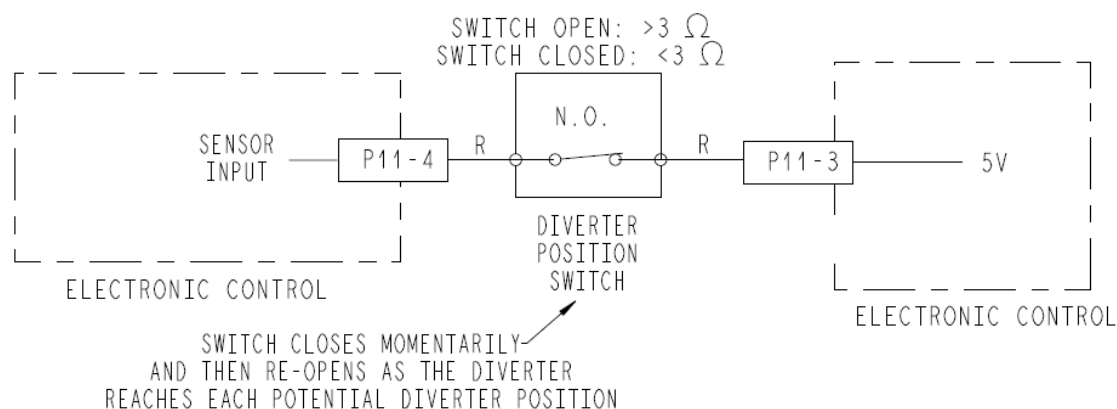 SWITCH OPEN: >3 Ω
SWITCH CLOSED: <3 Ω
N.O.
SENSOR
INPUT
P11-4
R
R
P11-3
5V
DIVERTER
POSITION
SWITCH
ELECTRONIC CONTROL
ELECTRONIC CONTROL
SWITCH CLOSES MOMENTARILY
AND THEN RE-OPENS AS THE DIVERTER
REACHES EACH POTENTIAL DIVERTER POSITION